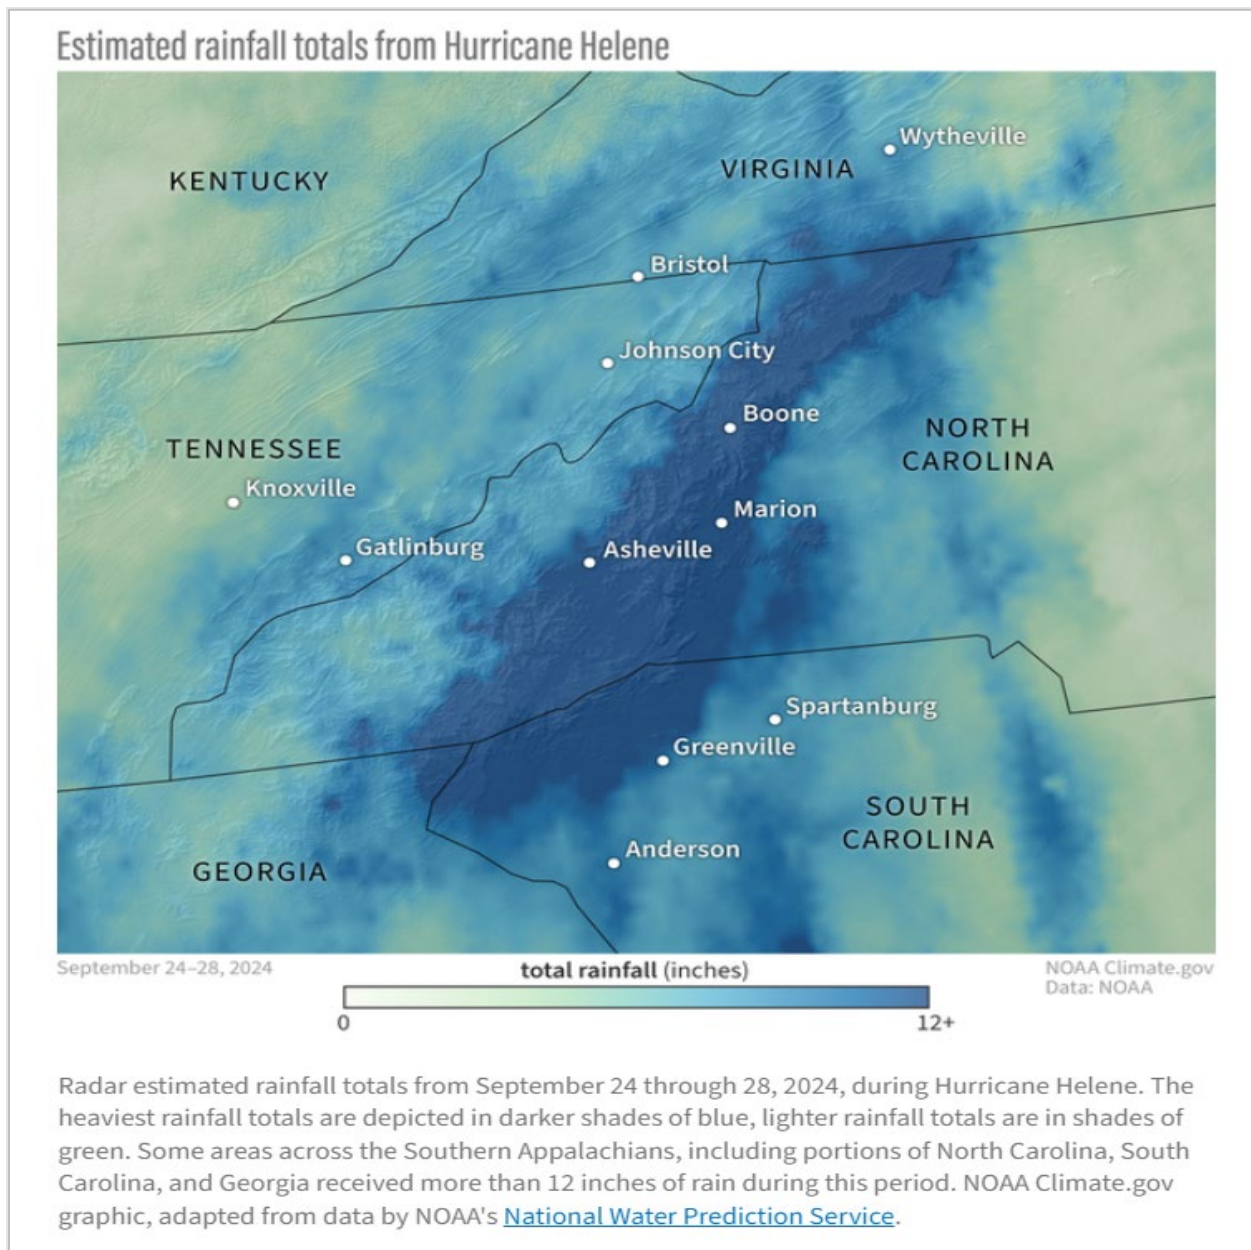 Estimated rainfall totals from Hurricane Helene
Wytheville
VIRGINIA
KENTUCKY
Bristol
Johnson City
Boone
NORTH
CAROLINA
TENNESSEE
Knoxville
Marion
Gatlinburg
Asheville
Spartanburg
Greenville
SOUTH
CAROLINA
Anderson
GEORGIA
September 24–28, 2024
total rainfall (inches)
NOAA Climate.gov
Data: NOAA
0
12+
Radar estimated rainfall totals from September 24 through 28, 2024, during Hurricane Helene. The
heaviest rainfall totals are depicted in darker shades of blue, lighter rainfall totals are in shades of
green. Some areas across the Southern Appalachians, including portions of North Carolina, South
Carolina, and Georgia received more than 12 inches of rain during this period. NOAA Climate.gov
graphic, adapted from data by NOAA's National Water Prediction Service.